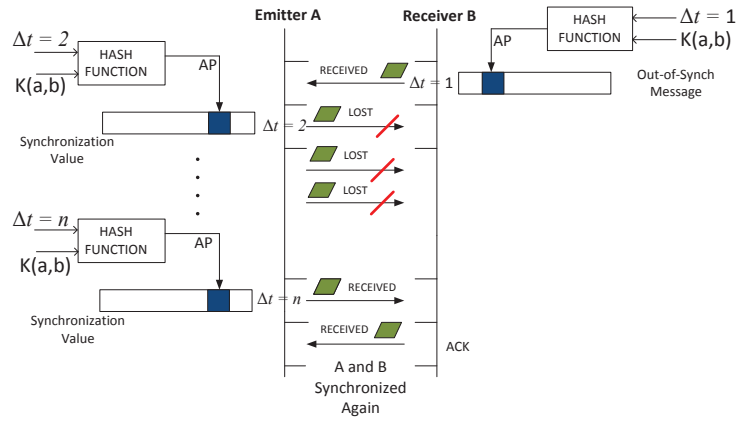 Emitter A
Receiver B
Δt = 2
K(a,b)
HASH
FUNCTION
AP
Synchronization
Value
Δt = 1
K(a,b)
HASH
FUNCTION
AP
Out-of-Synch
Message
RECEIVED
Δt = 1
Δt = 2
LOST
LOST
LOST
Δt = n
K(a,b)
HASH
FUNCTION
AP
Synchronization
Value
Δt = n
RECEIVED
RECEIVED
ACK
A and B
Synchronized
Again